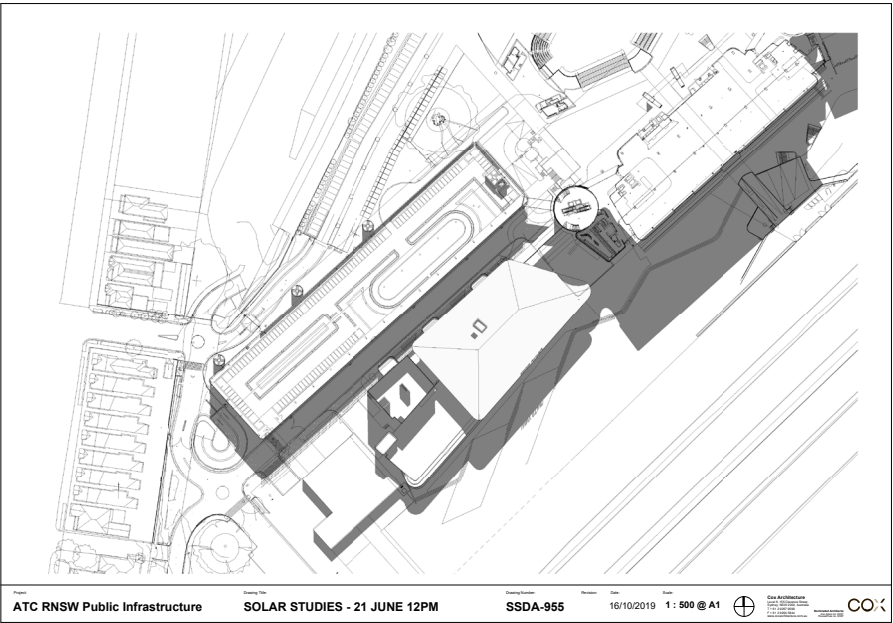 Project:
ATC RNSW Public Infrastructure
Drawing Title:
SOLAR STUDIES - 21 JUNE 12PM
Drawing Number:
SSDA-955
Revision:
Date:
16/10/2019
Scale:
1 : 500 @ A1
Cox Architecture
COX